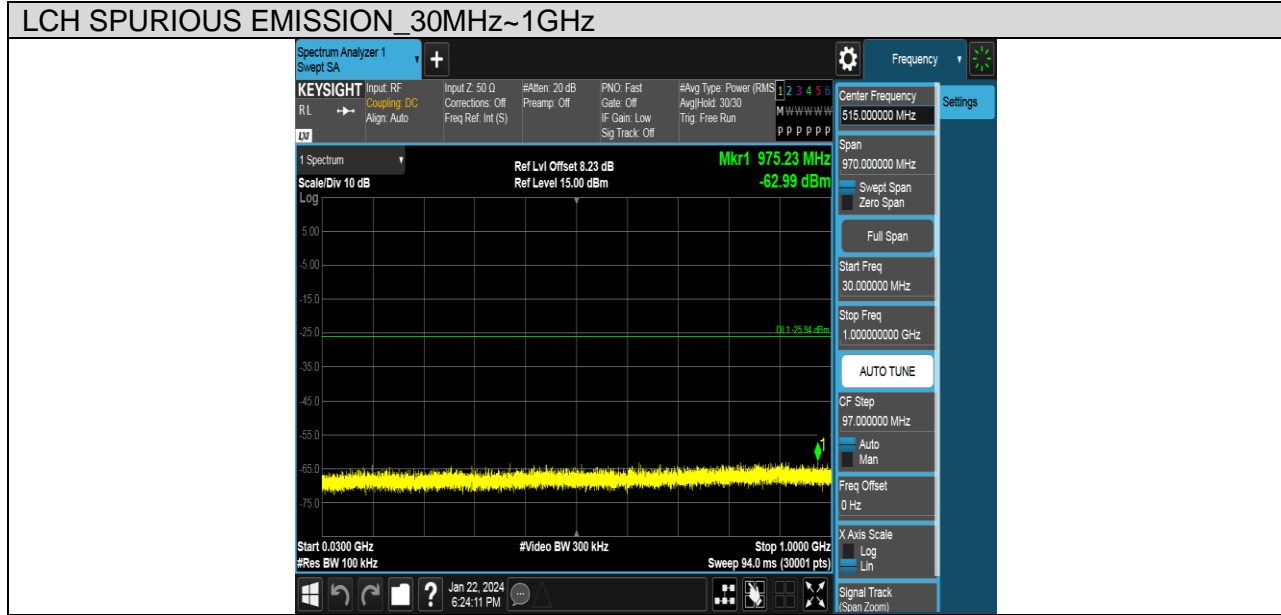 LCH SPURIOUS EMISSION_30MHz~1GHz
Spectrum Analyzer 1
Swept SA
+
Frequency
KEYSIGHT
RL
LXI
Input: RF
Coupling: DC
Align: Auto
Input Z: 50 Ω
Corrections: Off
Freq Ref: Int (S)
#Atten: 20 dB
Preamp: Off
PNO: Fast
Gate: Off
IF Gain: Low
Sig Track: Off
#Avg Type: Power (RMS
Avg|Hold: 30/30
Trig: Free Run
1 2 3 4 5 6
M W W W W W
P P P P P P
1 Spectrum
Scale/Div 10 dB
Log
Ref Lvl Offset 8.23 dB
Ref Level 15.00 dBm
Mkr1 975.23 MHz
-62.99 dBm
5.00
-5.00
-15.0
-25.0
DL1 -25.94 dBm
-35.0
-45.0
-55.0
1
-65.0
-75.0
Start 0.0300 GHz
#Res BW 100 kHz
#Video BW 300 kHz
Stop 1.0000 GHz
Sweep 94.0 ms (30001 pts)
?
Jan 22, 2024
6:24:11 PM
Center Frequency
515.000000 MHz
Settings
Span
970.000000 MHz
Swept Span
Zero Span
Full Span
Start Freq
30.000000 MHz
Stop Freq
1.000000000 GHz
AUTO TUNE
CF Step
97.000000 MHz
Auto
Man
Freq Offset
0 Hz
X Axis Scale
Log
Lin
Signal Track
(Span Zoom)